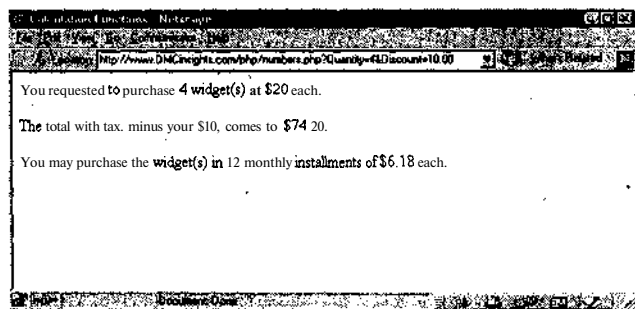 Calculation Functions - Netscape
http://www.DMCinsights.com/php/numbers.php?Quantity=4&Discount=10.00
You requested to purchase 4 widget(s) at $20 each.
The total with tax. minus your $10, comes to $74 20.
You may purchase the widget(s) in 12 monthly installments of $6.18 each.
Document: Done